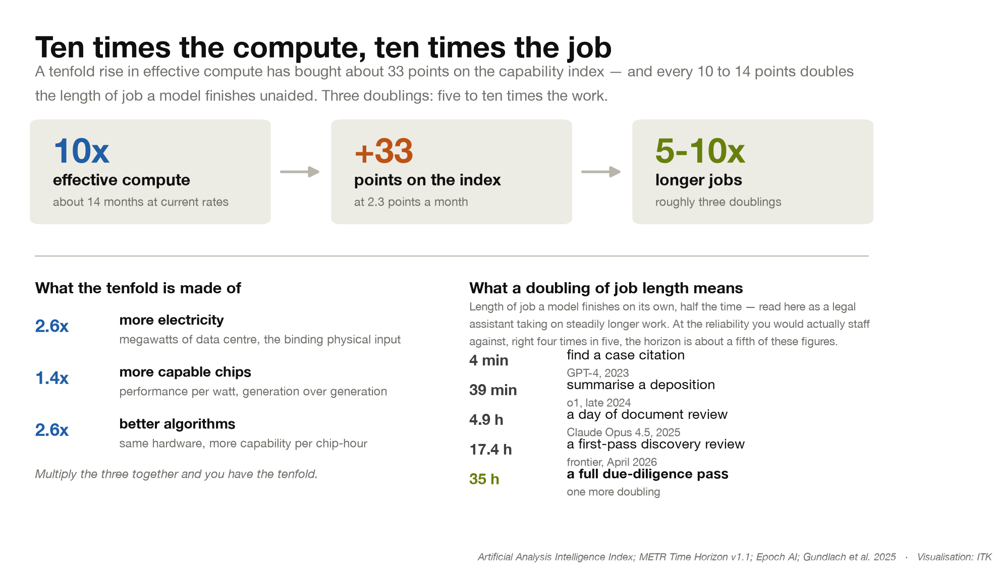 Ten times the compute, ten times the job
A tenfold rise in effective compute has bought about 33 points on the capability index — and every 10 to 14 points doubles
the length of job a model finishes unaided. Three doublings: five to ten times the work.
10x
effective compute
about 14 months at current rates
+33
points on the index
at 2.3 points a month
5-10x
longer jobs
roughly three doublings
What the tenfold is made of
2.6x
more electricity
megawatts of data centre, the binding physical input
1.4x
more capable chips
performance per watt, generation over generation
2.6x
better algorithms
same hardware, more capability per chip-hour
Multiply the three together and you have the tenfold.
What a doubling of job length means
Length of job a model finishes on its own, half the time — read here as a legal
assistant taking on steadily longer work. At the reliability you would actually staff
against, right four times in five, the horizon is about a fifth of these figures.
4 min
find a case citation
GPT-4, 2023
39 min
summarise a deposition
o1, late 2024
4.9 h
a day of document review
Claude Opus 4.5, 2025
17.4 h
a first-pass discovery review
frontier, April 2026
35 h
a full due-diligence pass
one more doubling
Artificial Analysis Intelligence Index; METR Time Horizon v1.1; Epoch AI; Gundlach et al. 2025 · Visualisation: ITK